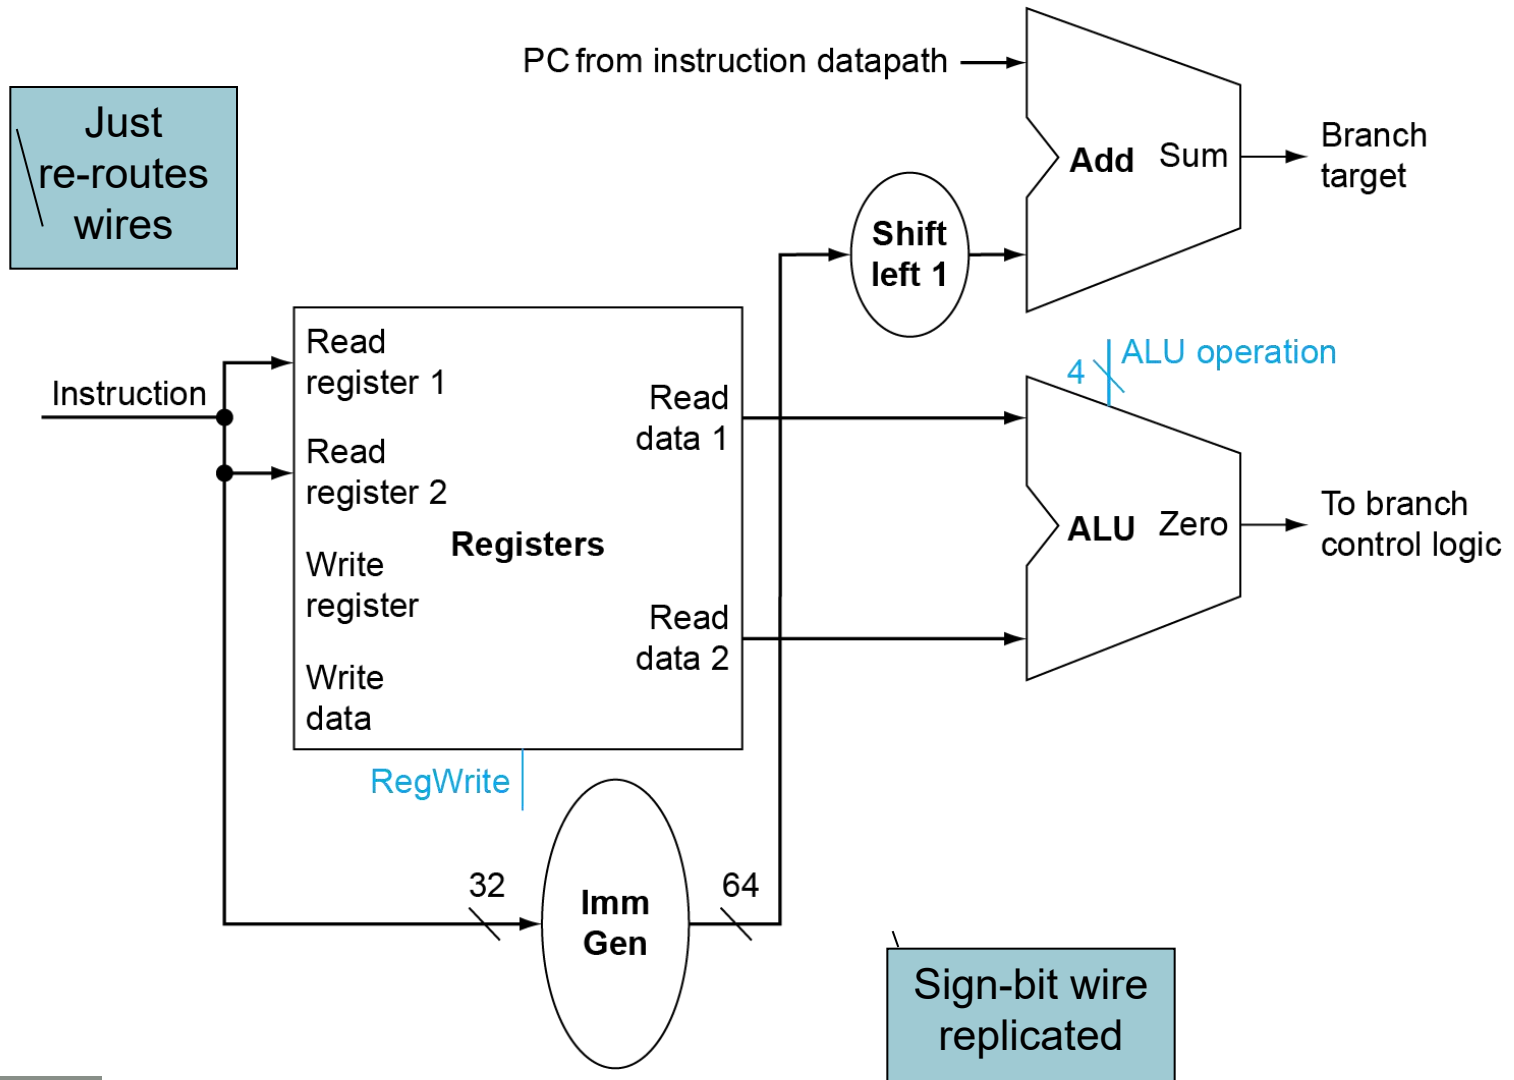 PC from instruction datapath
Just
re-routes
wires
Add
Sum
Branch
target
Shift
left 1
Instruction
Read
register 1
Read
register 2
Write
register
Write
data
Registers
Read
data 1
Read
data 2
RegWrite
4
ALU operation
ALU
Zero
To branch
control logic
32
Imm
Gen
64
Sign-bit wire
replicated